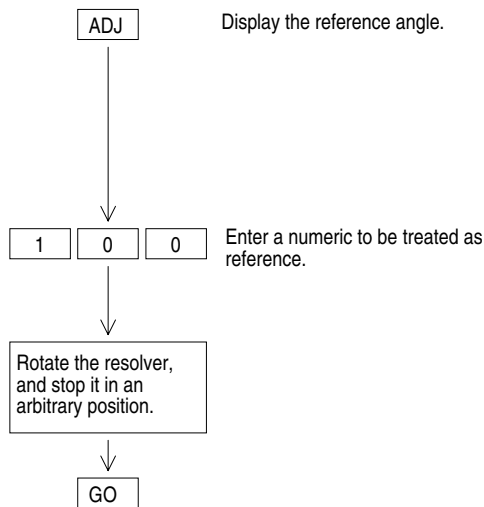 ADJ
Display the reference angle.
1 0 0
Enter a numeric to be treated as
reference.
Rotate the resolver,
and stop it in an
arbitrary position.
GO